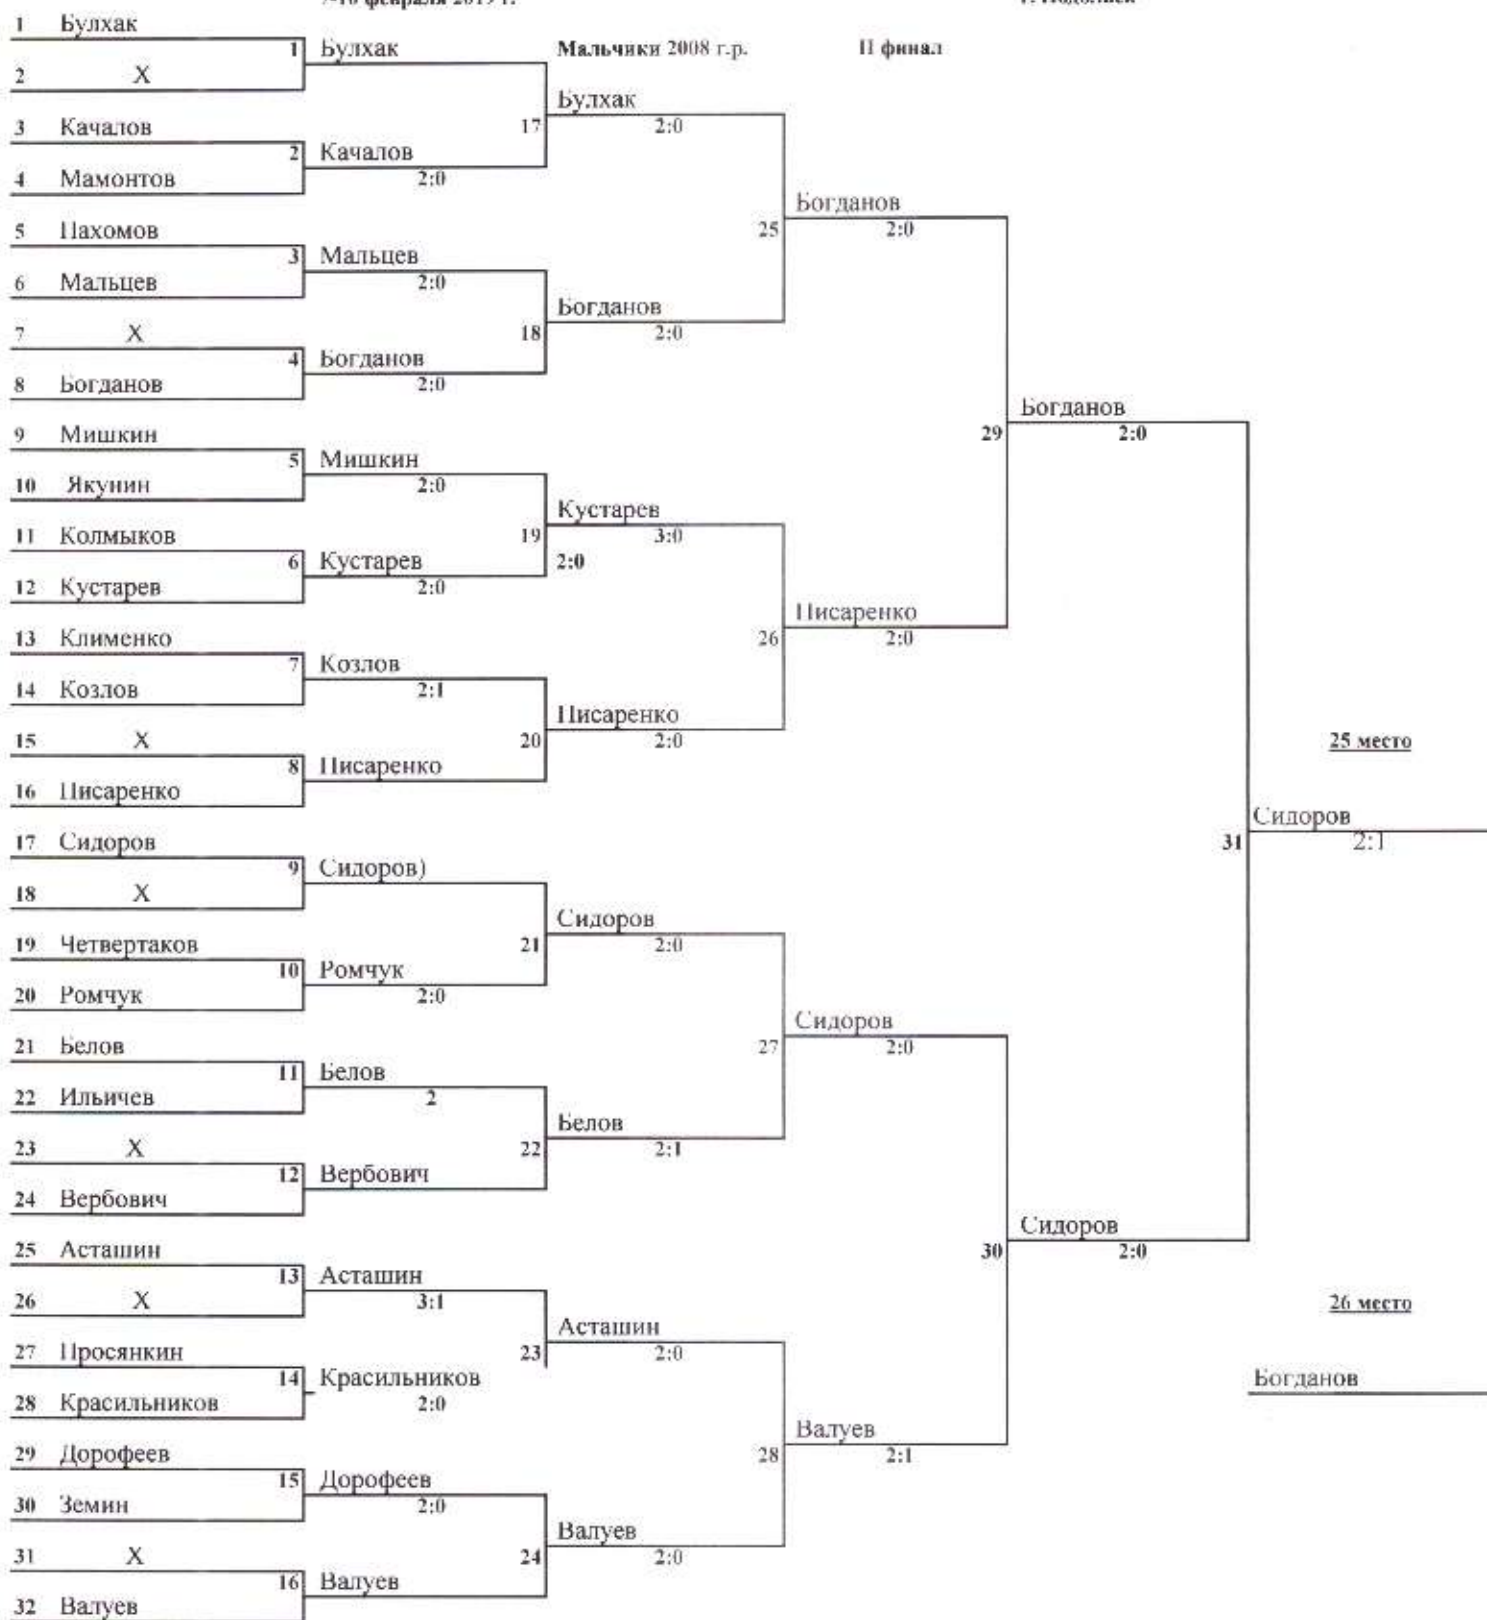 7-10 февраля 2019 г.
г. Подольск
Мальчики 2008 г.р. II финал
1 Булхак
2 X
3 Качалов
4 Мамонтов
5 Пахомов
6 Мальцев
7 X
8 Богданов
9 Мишкин
10 Якунин
11 Колмыков
12 Кустарев
13 Клименко
14 Козлов
15 X
16 Писаренко
17 Сидоров
18 X
19 Четвертаков
20 Ромчук
21 Белов
22 Ильичев
23 X
24 Вербович
25 Асташин
26 X
27 Просянкин
28 Красильников
29 Дорофеев
30 Земин
31 X
32 Валуев
1 Булхак
2 Качалов
2:0
3 Мальцев
2:0
4 Богданов
2:0
5 Мишкин
2:0
6 Кустарев
2:0
7 Козлов
2:1
8 Писаренко
9 Сидоров)
10 Ромчук
2:0
11 Белов
2
12 Вербович
13 Асташин
3:1
14 Красильников
2:0
15 Дорофеев
2:0
16 Валуев
Булхак
17 2:0
Богданов
18 2:0
Кустарев
19 3:0
2:0
Писаренко
20 2:0
Сидоров
21 2:0
Белов
22 2:1
Асташин
23 2:0
Валуев
24 2:0
Богданов
25 2:0
Писаренко
26 2:0
Сидоров
27 2:0
Валуев
28 2:1
Богданов
29 2:0
Сидоров
30 2:0
25 место
Сидоров
31 2:1
26 место
Богданов